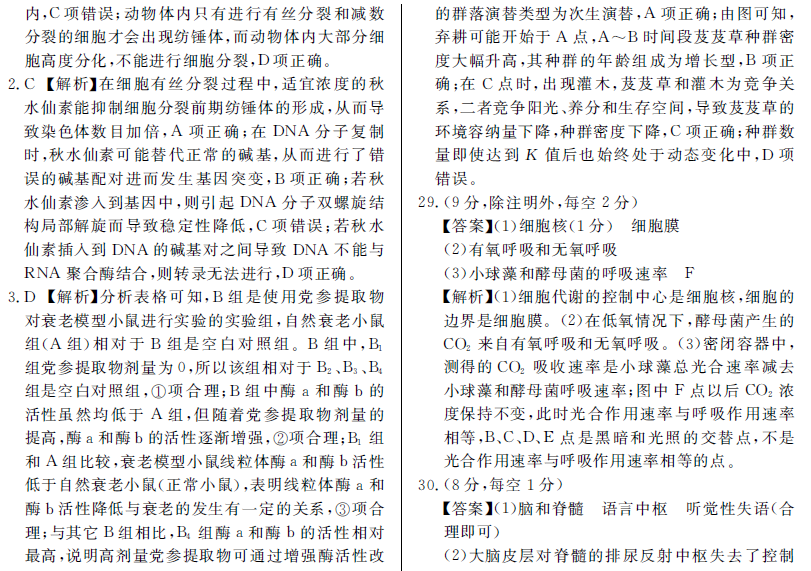 内,C项错误;动物体内只有进行有丝分裂和减数
分裂的细胞才会出现纺锤体,而动物体内大部分细
胞高度分化,不能进行细胞分裂,D项正确。
2. C 【解析】在细胞有丝分裂过程中,适宜浓度的秋
水仙素能抑制细胞分裂前期纺锤体的形成,从而导
致染色体数目加倍,A 项正确;在 DNA 分子复制
时,秋水仙素可能替代正常的碱基,从而进行了错
误的碱基配对进而发生基因突变,B项正确;若秋
水仙素渗入到基因中,则引起 DNA 分子双螺旋结
构局部解旋而导致稳定性降低,C项错误;若秋水
仙素插入到 DNA 的碱基对之间导致 DNA 不能与
RNA 聚合酶结合,则转录无法进行,D项正确。
3. D 【解析】分析表格可知,B组是使用党参提取物
对衰老模型小鼠进行实验的实验组,自然衰老小鼠
组(A 组)相对于 B 组是空白对照组。B 组中,B₁
组党参提取物剂量为 0,所以该组相对于 B₂、B₃、B₄
组是空白对照组,①项合理;B 组中酶 a 和酶 b 的
活性虽然均低于 A 组,但随着党参提取物剂量的
提高,酶 a 和酶 b 的活性逐渐增强,②项合理;B₁ 组
和 A 组比较,衰老模型小鼠线粒体酶 a 和酶 b 活性
低于自然衰老小鼠(正常小鼠),表明线粒体酶 a 和
酶 b 活性降低与衰老的发生有一定的关系,③项合
理;与其它 B 组相比,B₄ 组酶 a 和酶 b 的活性相对
最高,说明高剂量党参提取物可通过增强酶活性改
的群落演替类型为次生演替,A 项正确;由图可知,
弃耕可能开始于 A 点,A～B 时间段芨芨草种群密
度大幅升高,其种群的年龄组成为增长型,B 项正
确;在 C 点时,出现灌木,芨芨草和灌木为竞争关
系,二者竞争阳光、养分和生存空间,导致芨芨草的
环境容纳量下降,种群密度下降,C 项正确;种群数
量即使达到 K 值后也始终处于动态变化中,D 项
错误。
29. (9 分,除注明外,每空 2 分)
【答案】(1)细胞核(1 分) 细胞膜
(2)有氧呼吸和无氧呼吸
(3)小球藻和酵母菌的呼吸速率 F
【解析】(1)细胞代谢的控制中心是细胞核,细胞的
边界是细胞膜。(2)在低氧情况下,酵母菌产生的
CO₂ 来自有氧呼吸和无氧呼吸。(3)密闭容器中,
测得的 CO₂ 吸收速率是小球藻总光合速率减去
小球藻和酵母菌呼吸速率;图中 F 点以后 CO₂ 浓
度保持不变,此时光合作用速率与呼吸作用速率
相等,B、C、D、E 点是黑暗和光照的交替点,不是
光合作用速率与呼吸作用速率相等的点。
30. (8 分,每空 1 分)
【答案】(1)脑和脊髓 语言中枢 听觉性失语(合
理即可)
(2)大脑皮层对脊髓的排尿反射中枢失去了控制